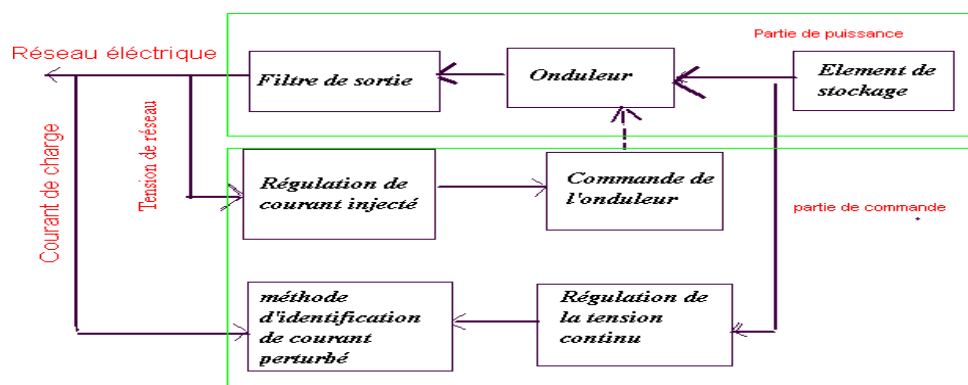 Partie de puissance
Réseau éléctrique
Filtre de sortie
Onduleur
Element de
stockage
Courant de charge
Tension de réseau
Régulation de
courant injecté
Commande de
l'onduleur
partie de commande
méthode
d'identification
de courant
perturbé
Régulation de
la tension
continu